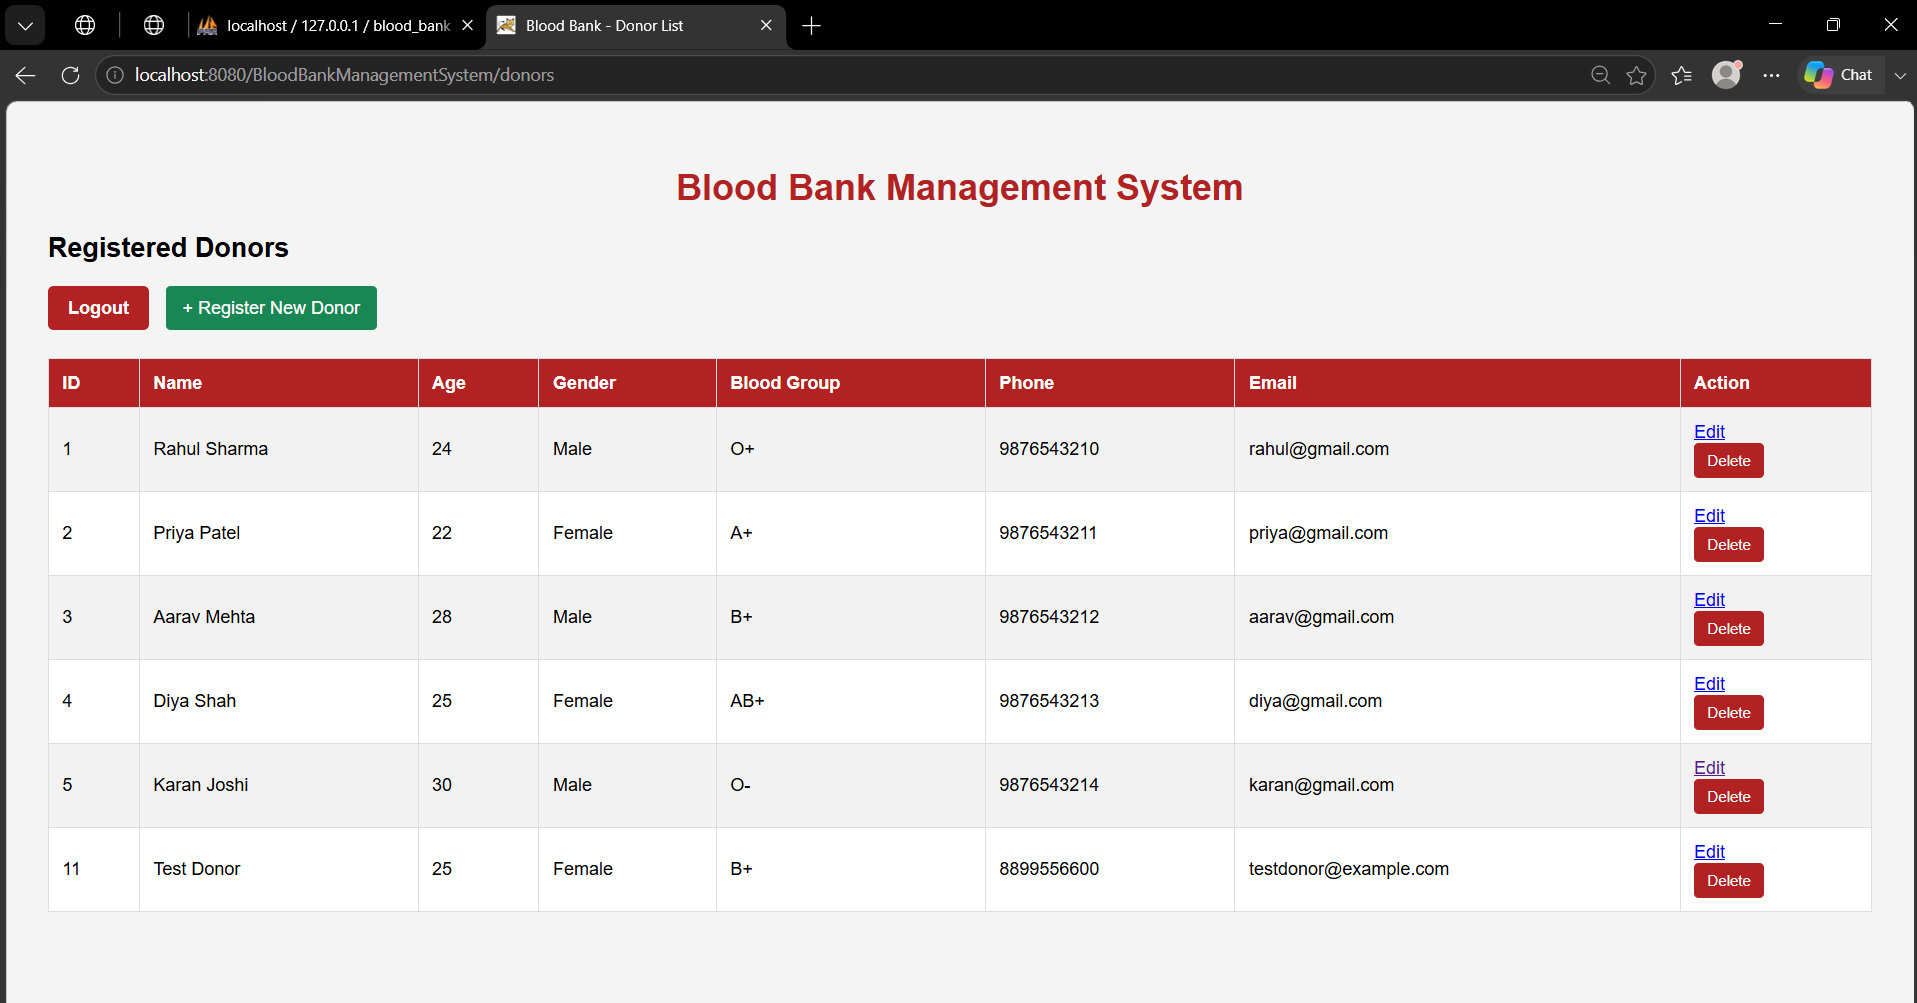 localhost / 127.0.0.1 / blood_bank
Blood Bank - Donor List
localhost:8080/BloodBankManagementSystem/donors
Chat
Blood Bank Management System
Registered Donors
Logout + Register New Donor
ID Name Age Gender Blood Group Phone Email Action
1 Rahul Sharma 24 Male O+ 9876543210 rahul@gmail.com Edit
Delete
2 Priya Patel 22 Female A+ 9876543211 priya@gmail.com Edit
Delete
3 Aarav Mehta 28 Male B+ 9876543212 aarav@gmail.com Edit
Delete
4 Diya Shah 25 Female AB+ 9876543213 diya@gmail.com Edit
Delete
5 Karan Joshi 30 Male O- 9876543214 karan@gmail.com Edit
Delete
11 Test Donor 25 Female B+ 8899556600 testdonor@example.com Edit
Delete